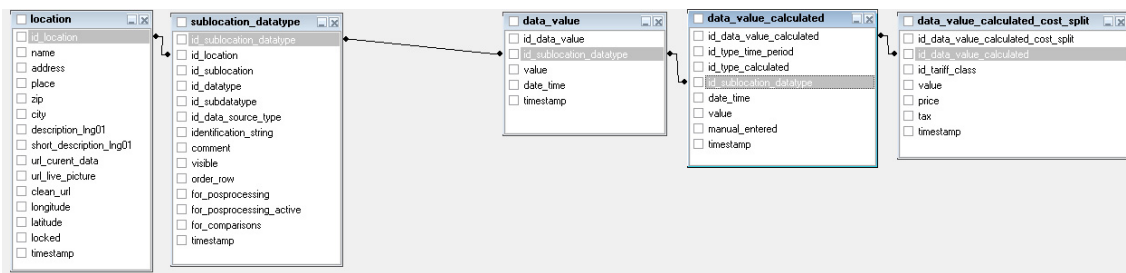 location
id_location
name
address
place
zip
city
description_lng01
short_description_lng01
url_curent_data
url_live_picture
clean_url
longitude
latitude
locked
timestamp
sublocation_datatype
id_sublocation_datatype
id_location
id_sublocation
id_datatype
id_subdatatype
id_data_source_type
identification_string
comment
visible
order_row
for_posprocessing
for_posprocessing_active
for_comparisons
timestamp
data_value
id_data_value
id_sublocation_datatype
value
date_time
timestamp
data_value_calculated
id_data_value_calculated
id_type_time_period
id_type_calculated
id_sublocation_datatype
date_time
value
manual_entered
timestamp
data_value_calculated_cost_split
id_data_value_calculated_cost_split
id_data_value_calculated
id_tariff_class
value
price
tax
timestamp